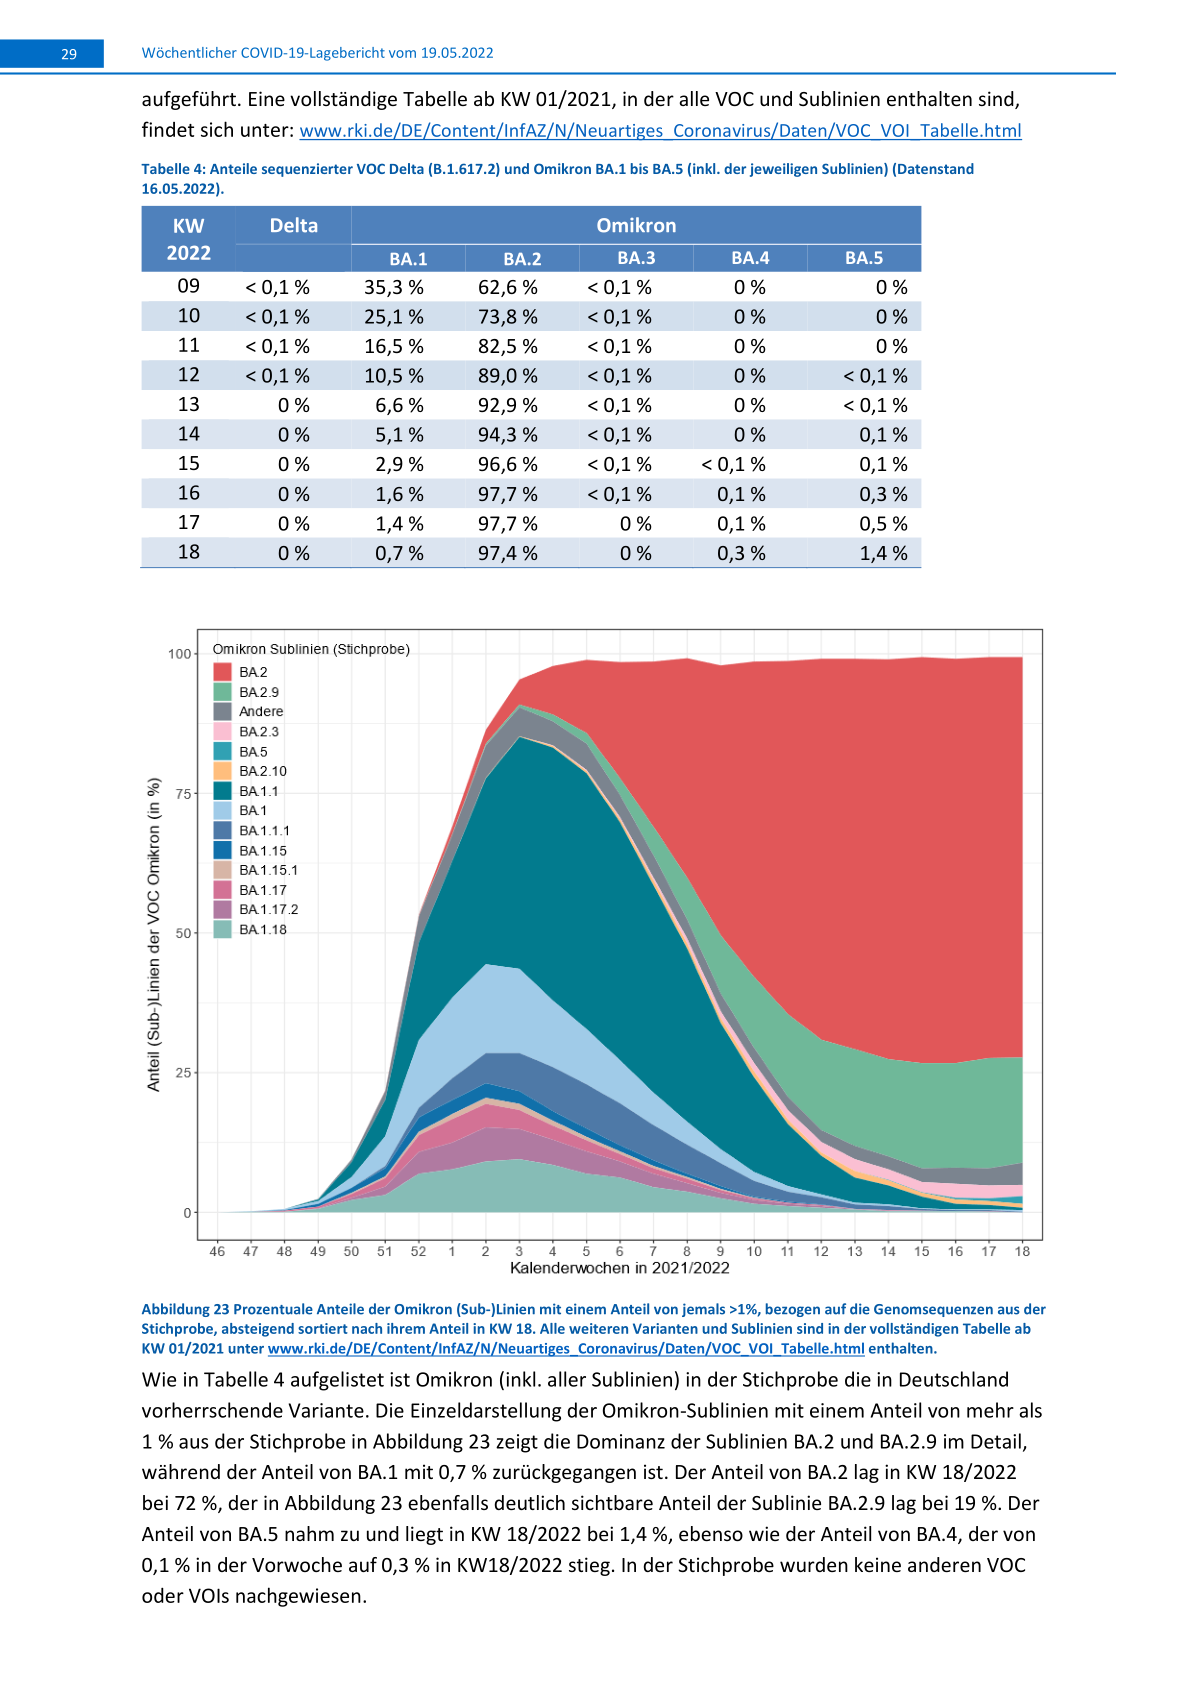 29 Wöchentlicher COVID-19-Lagebericht vom 19.05.2022
aufgeführt. Eine vollständige Tabelle ab KW 01/2021, in der alle VOC und Sublinien enthalten sind,
findet sich unter: www.rki.de/DE/Content/InfAZ/N/Neuartiges_Coronavirus/Daten/VOC_VOI_Tabelle.html
Tabelle 4: Anteile sequenzierter VOC Delta (B.1.617.2) und Omikron BA.1 bis BA.5 (inkl. der jeweiligen Sublinien) (Datenstand
16.05.2022).
KW 2022 Delta Omikron
BA.1 BA.2 BA.3 BA.4 BA.5
09 < 0,1 % 35,3 % 62,6 % < 0,1 % 0 % 0 %
10 < 0,1 % 25,1 % 73,8 % < 0,1 % 0 % 0 %
11 < 0,1 % 16,5 % 82,5 % < 0,1 % 0 % 0 %
12 < 0,1 % 10,5 % 89,0 % < 0,1 % 0 % < 0,1 %
13 0 % 6,6 % 92,9 % < 0,1 % 0 % < 0,1 %
14 0 % 5,1 % 94,3 % < 0,1 % 0 % 0,1 %
15 0 % 2,9 % 96,6 % < 0,1 % < 0,1 % 0,1 %
16 0 % 1,6 % 97,7 % < 0,1 % 0,1 % 0,3 %
17 0 % 1,4 % 97,7 % 0 % 0,1 % 0,5 %
18 0 % 0,7 % 97,4 % 0 % 0,3 % 1,4 %
Omikron Sublinien (Stichprobe)
BA.2
BA.2.9
Andere
BA.2.3
BA.5
BA.2.10
BA.1.1
BA.1
BA.1.1.1
BA.1.15
BA.1.15.1
BA.1.17
BA.1.17.2
BA.1.18
Anteil (Sub-)Linien der VOC Omikron (in %)
100
75
50
25
0
46 47 48 49 50 51 52 1 2 3 4 5 6 7 8 9 10 11 12 13 14 15 16 17 18
Kalenderwochen in 2021/2022
Abbildung 23 Prozentuale Anteile der Omikron (Sub-)Linien mit einem Anteil von jemals >1%, bezogen auf die Genomsequenzen aus der
Stichprobe, absteigend sortiert nach ihrem Anteil in KW 18. Alle weiteren Varianten und Sublinien sind in der vollständigen Tabelle ab
KW 01/2021 unter www.rki.de/DE/Content/InfAZ/N/Neuartiges_Coronavirus/Daten/VOC_VOI_Tabelle.html enthalten.
Wie in Tabelle 4 aufgelistet ist Omikron (inkl. aller Sublinien) in der Stichprobe die in Deutschland
vorherrschende Variante. Die Einzeldarstellung der Omikron-Sublinien mit einem Anteil von mehr als
1 % aus der Stichprobe in Abbildung 23 zeigt die Dominanz der Sublinien BA.2 und BA.2.9 im Detail,
während der Anteil von BA.1 mit 0,7 % zurückgegangen ist. Der Anteil von BA.2 lag in KW 18/2022
bei 72 %, der in Abbildung 23 ebenfalls deutlich sichtbare Anteil der Sublinie BA.2.9 lag bei 19 %. Der
Anteil von BA.5 nahm zu und liegt in KW 18/2022 bei 1,4 %, ebenso wie der Anteil von BA.4, der von
0,1 % in der Vorwoche auf 0,3 % in KW18/2022 stieg. In der Stichprobe wurden keine anderen VOC
oder VOIs nachgewiesen.